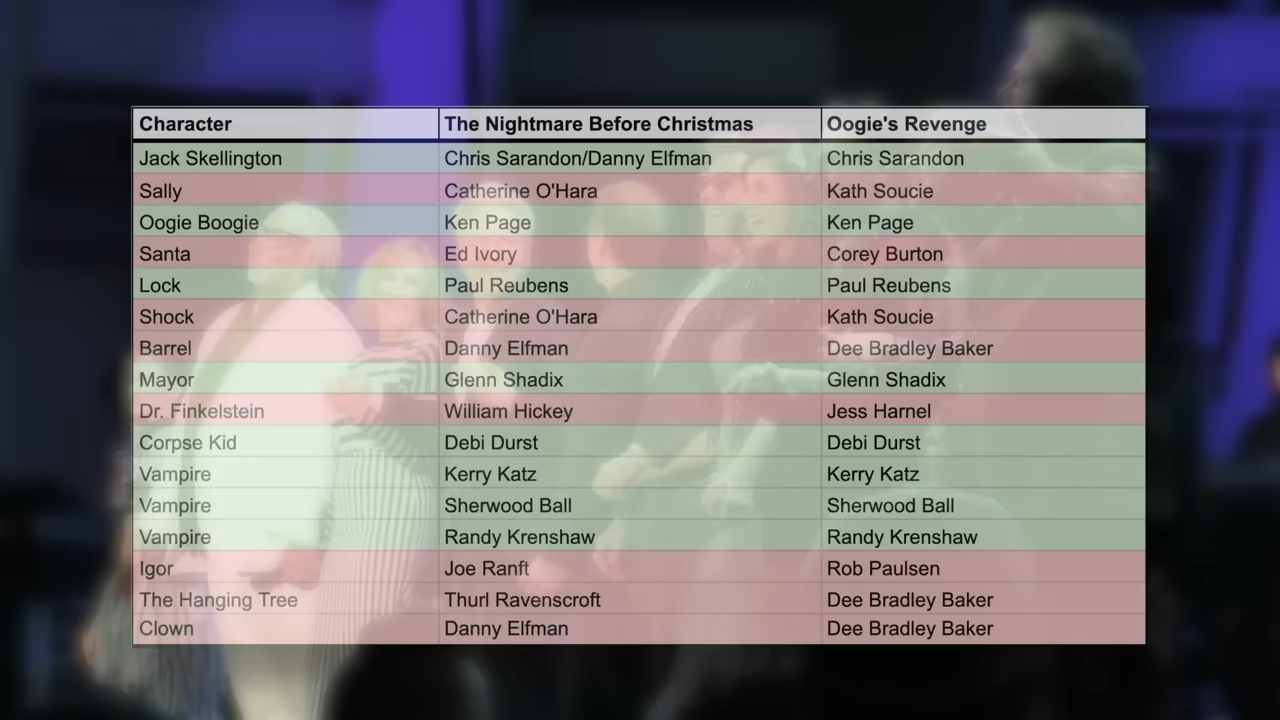 Character The Nightmare Before Christmas Oogie's Revenge
Jack Skellington Chris Sarandon/Danny Elfman Chris Sarandon
Sally Catherine O'Hara Kath Soucie
Oogie Boogie Ken Page Ken Page
Santa Ed Ivory Corey Burton
Lock Paul Reubens Paul Reubens
Shock Catherine O'Hara Kath Soucie
Barrel Danny Elfman Dee Bradley Baker
Mayor Glenn Shadix Glenn Shadix
Dr. Finkelstein William Hickey Jess Harnel
Corpse Kid Debi Durst Debi Durst
Vampire Kerry Katz Kerry Katz
Vampire Sherwood Ball Sherwood Ball
Vampire Randy Krenshaw Randy Krenshaw
Igor Joe Ranft Rob Paulsen
The Hanging Tree Thurl Ravenscroft Dee Bradley Baker
Clown Danny Elfman Dee Bradley Baker